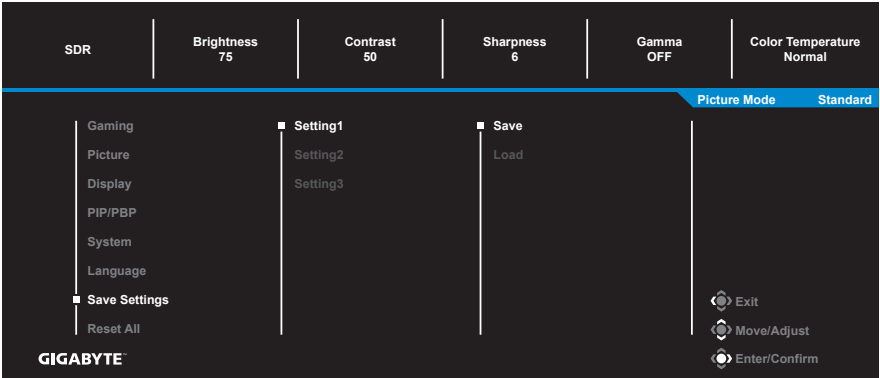 SDR
Brightness
75
Contrast
50
Sharpness
6
Gamma
OFF
Color Temperature
Normal
Picture Mode Standard
Gaming
Picture
Display
PIP/PBP
System
Language
Save Settings
Reset All
Setting1
Setting2
Setting3
Save
Load
Exit
Move/Adjust
Enter/Confirm
GIGABYTE™